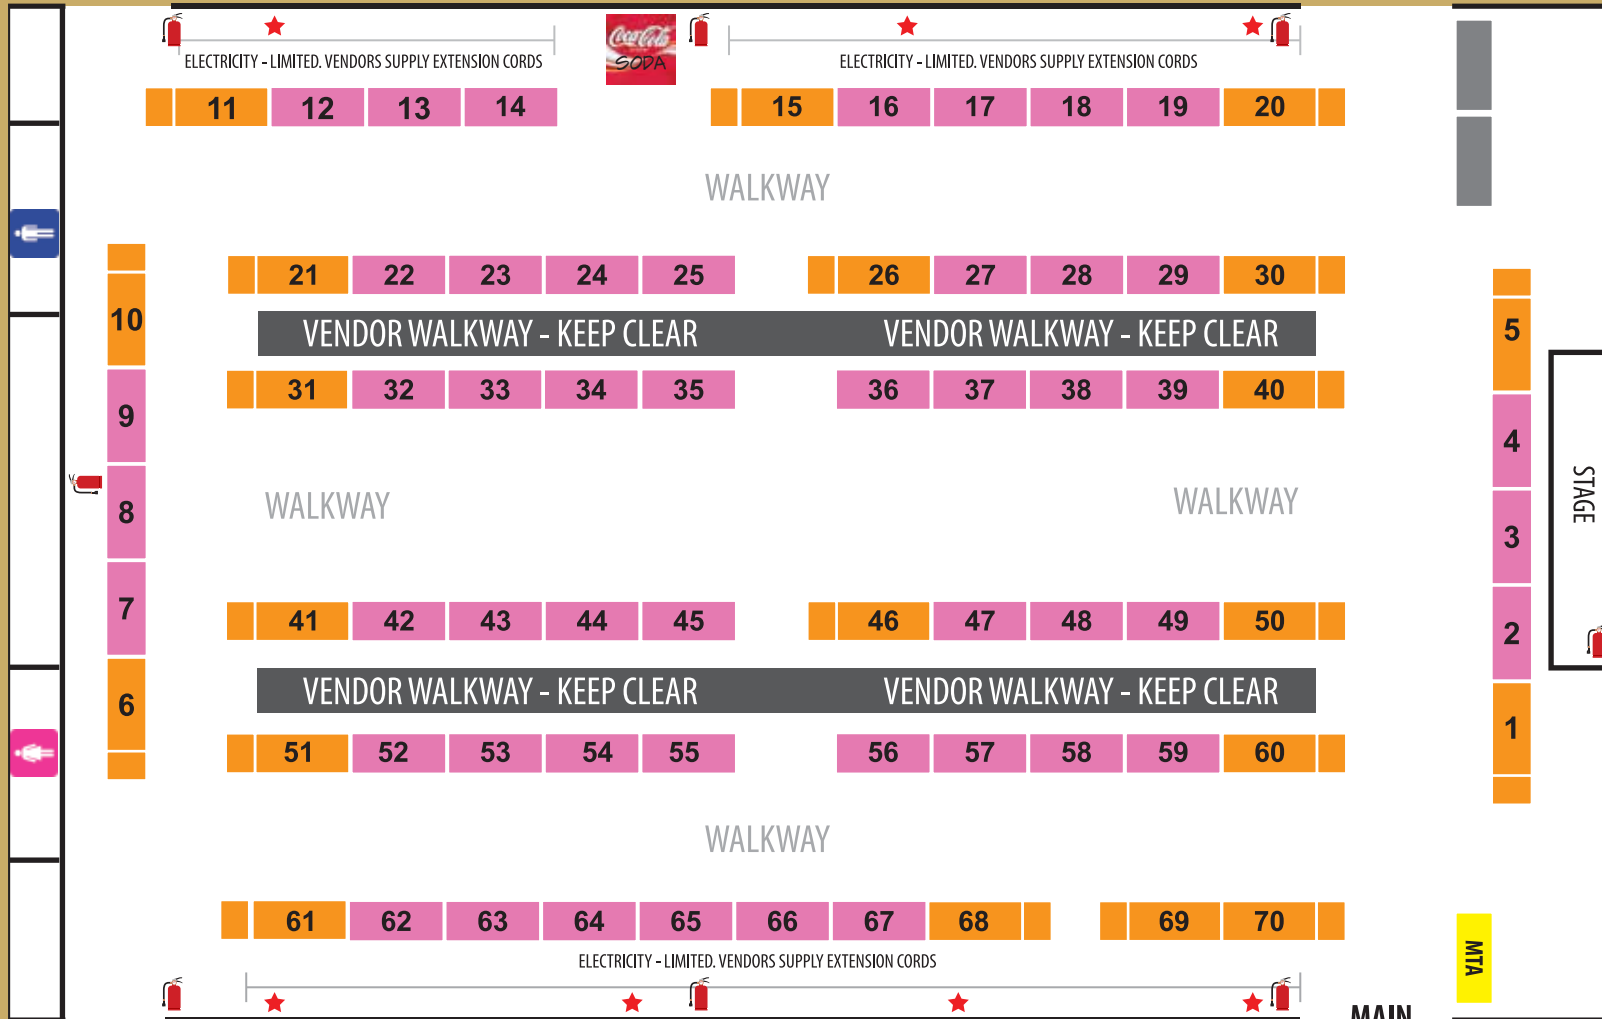 Coca-Cola
SODA
ELECTRICITY - LIMITED. VENDORS SUPPLY EXTENSION CORDS
ELECTRICITY - LIMITED. VENDORS SUPPLY EXTENSION CORDS
11 12 13 14
15 16 17 18 19 20
WALKWAY
21 22 23 24 25
26 27 28 29 30
VENDOR WALKWAY - KEEP CLEAR
VENDOR WALKWAY - KEEP CLEAR
31 32 33 34 35
36 37 38 39 40
10
9
8
7
6
WALKWAY
WALKWAY
5
4
3
2
1
STAGE
41 42 43 44 45
46 47 48 49 50
VENDOR WALKWAY - KEEP CLEAR
VENDOR WALKWAY - KEEP CLEAR
51 52 53 54 55
56 57 58 59 60
WALKWAY
61 62 63 64 65 66 67 68
69 70
ELECTRICITY - LIMITED. VENDORS SUPPLY EXTENSION CORDS
MTA
MAIN